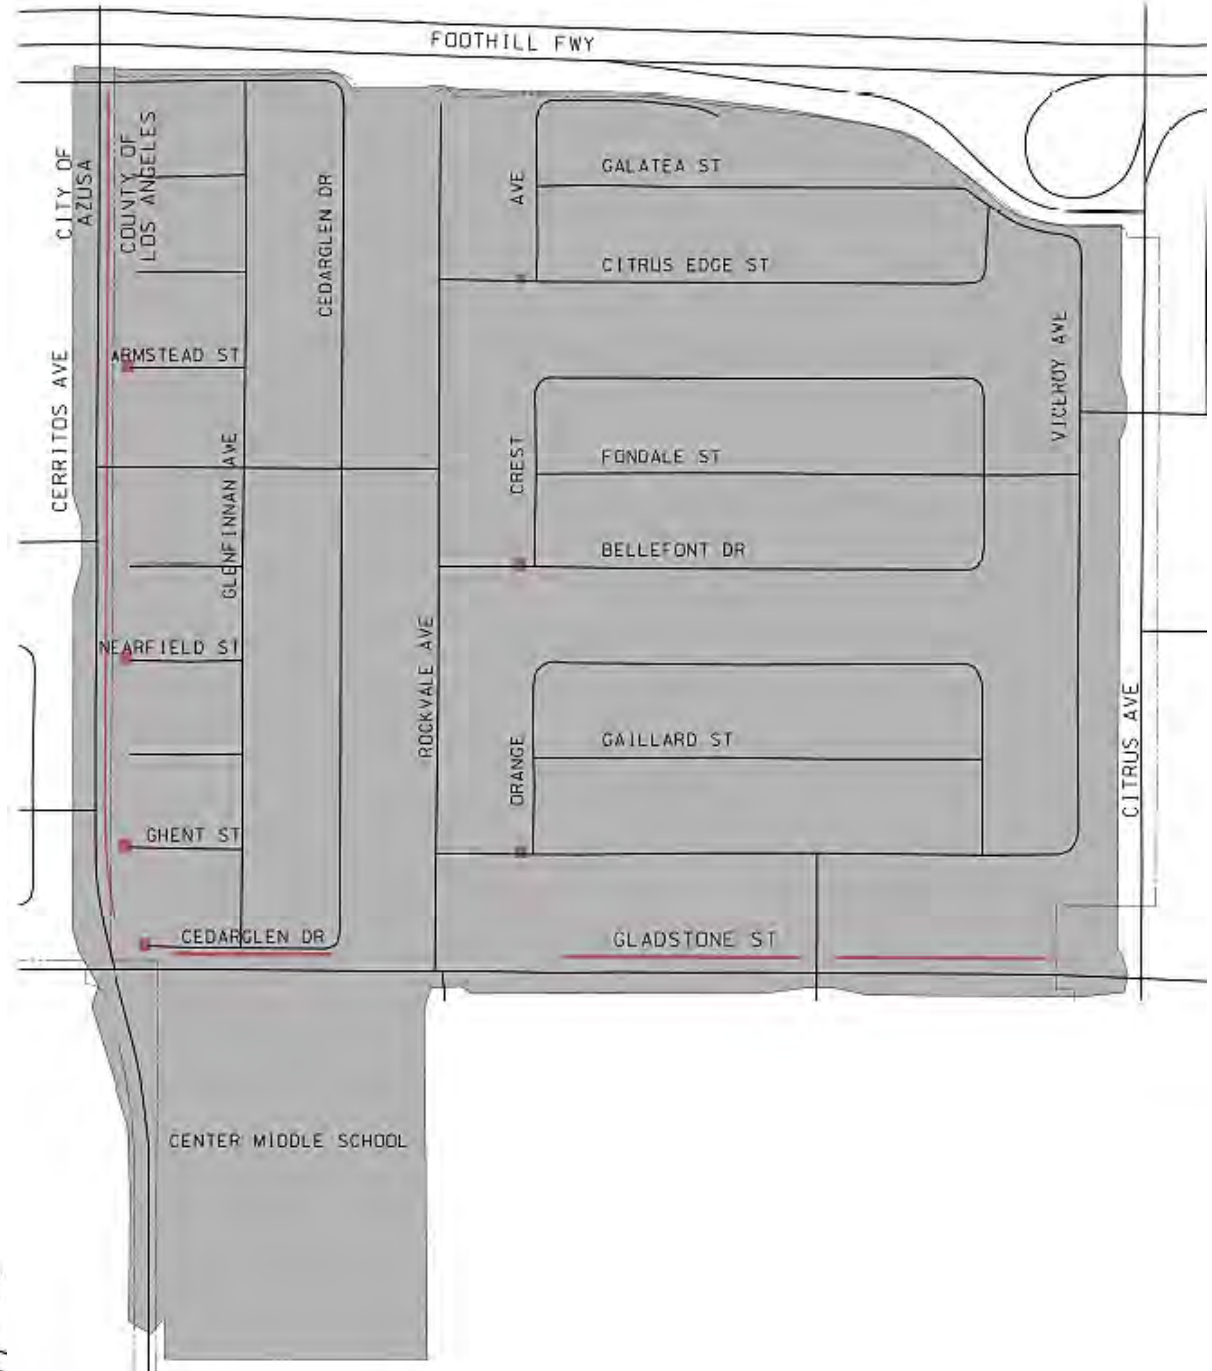 FOOTHILL FWY
CITY OF
AZUSA
COUNTY OF
LOS ANGELES
CEDARGLEN DR
AVE
GALATEA ST
CITRUS EDGE ST
CERRITOS AVE
ARMSTEAD ST
VICEROY AVE
GLENFINNAN AVE
CREST
FONDALE ST
BELLEFONT DR
NEARFIELD ST
ROCKVALE AVE
ORANGE
GAILLARD ST
CITRUS AVE
GHENT ST
CEDARGLEN DR
GLADSTONE ST
CENTER MIDDLE SCHOOL